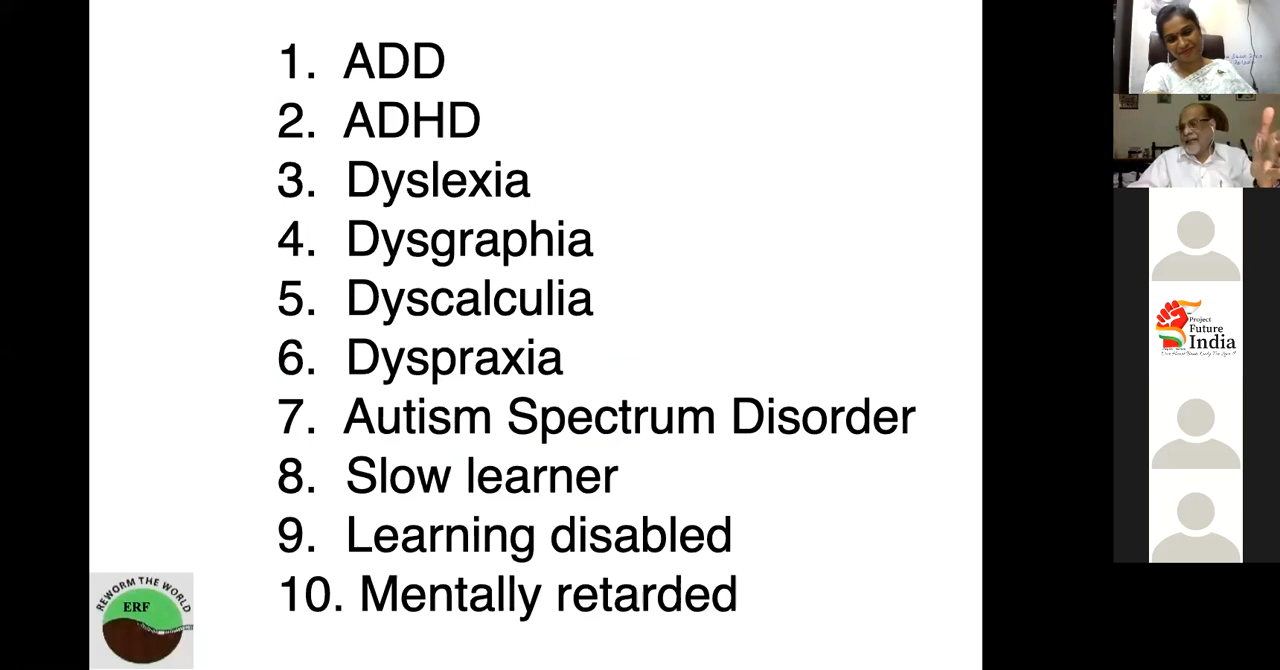 1. ADD
2. ADHD
3. Dyslexia
4. Dysgraphia
5. Dyscalculia
6. Dyspraxia
7. Autism Spectrum Disorder
8. Slow learner
9. Learning disabled
10. Mentally retarded
REWORM THE WORLD
ERF
Project
Future
India